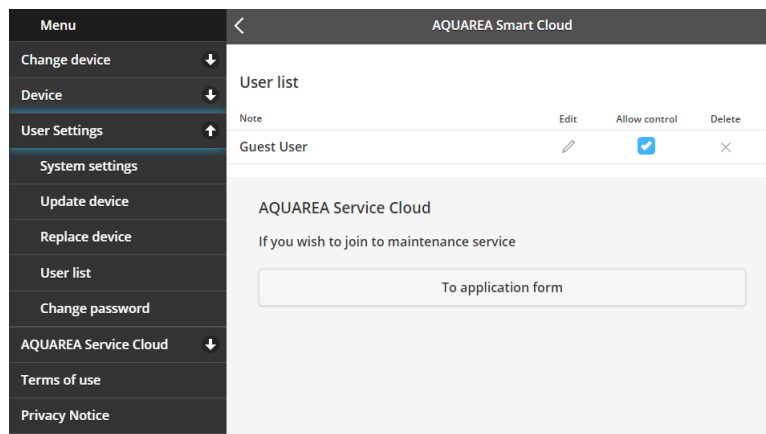 Menu
AQUAREA Smart Cloud
Change device
Device
User Settings
System settings
Update device
Replace device
User list
Change password
AQUAREA Service Cloud
Terms of use
Privacy Notice
User list
Note Edit Allow control Delete
Guest User
AQUAREA Service Cloud
If you wish to join to maintenance service
To application form